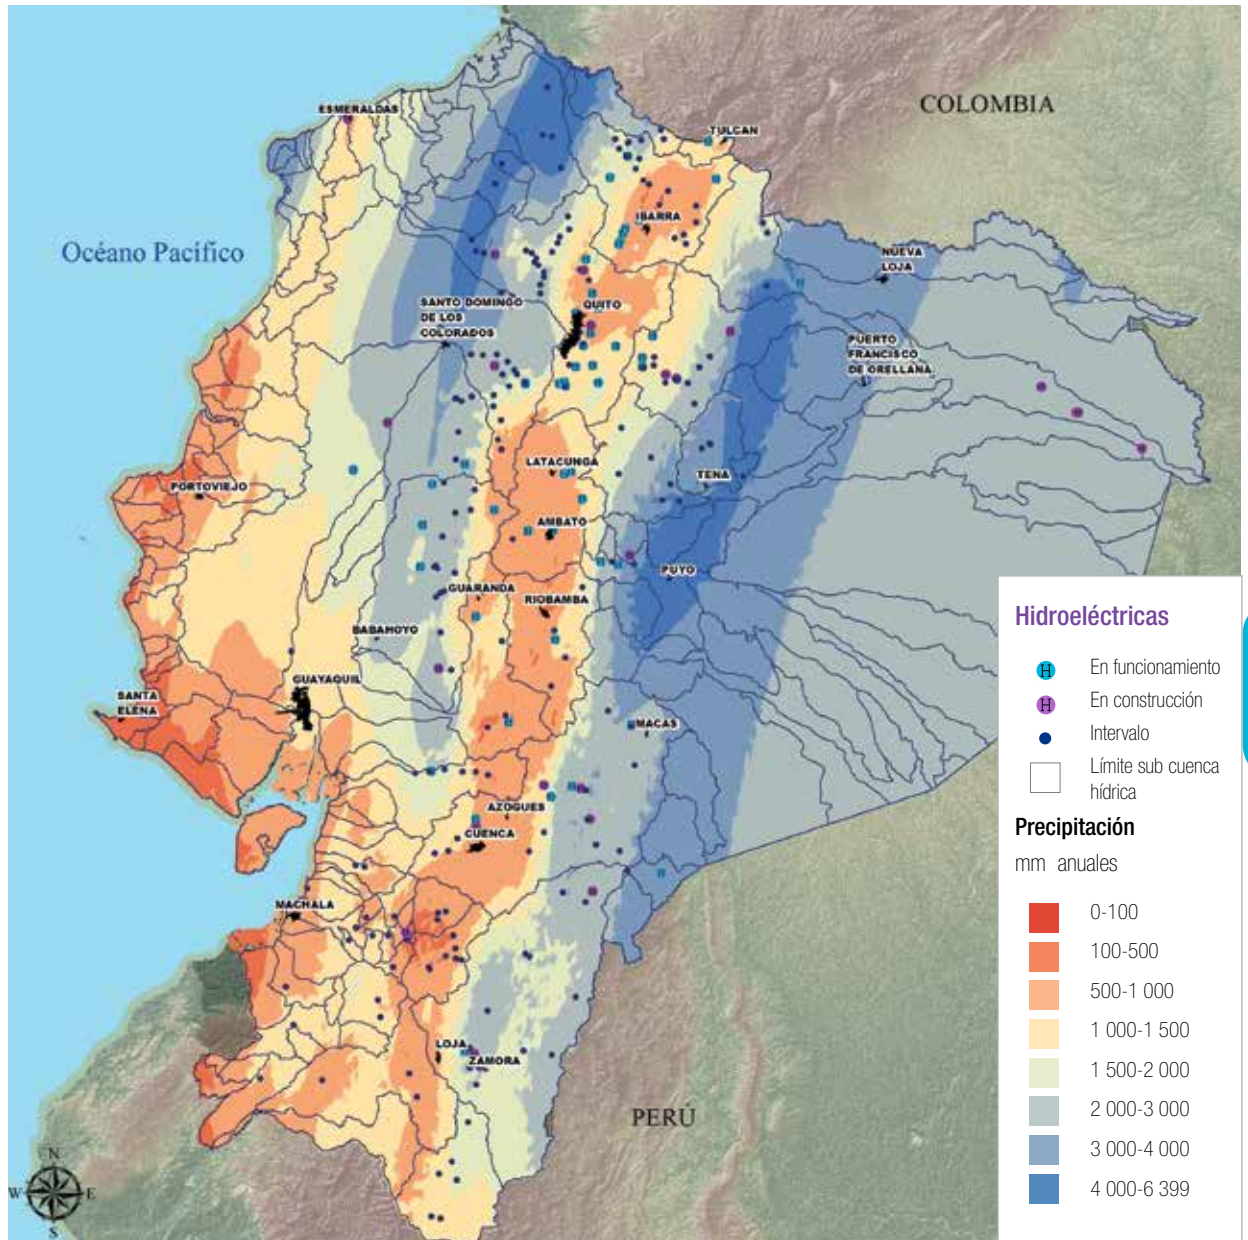 COLOMBIA
ESMERALDAS
TULCAN
IBARRA
Océano Pacífico
NUEVA
LOJA
SANTO DOMINGO
DE LOS
COLORADOS
QUITO
PUERTO
FRANCISCO
DE ORELLANA
LATACUNGA
TENA
PORTOVIEJO
AMBATO
PUYO
GUARANDA
RIOBAMBA
BABAHOYO
GUAYAQUIL
SANTA
ELENA
MACAS
AZOGUES
CUENCA
MACHALA
LOJA
ZAMORA
PERÚ
N
W
E
S
Hidroeléctricas
H En funcionamiento
H En construcción
Intervalo
Límite sub cuenca
hídrica
Precipitación
mm anuales
0-100
100-500
500-1 000
1 000-1 500
1 500-2 000
2 000-3 000
3 000-4 000
4 000-6 399